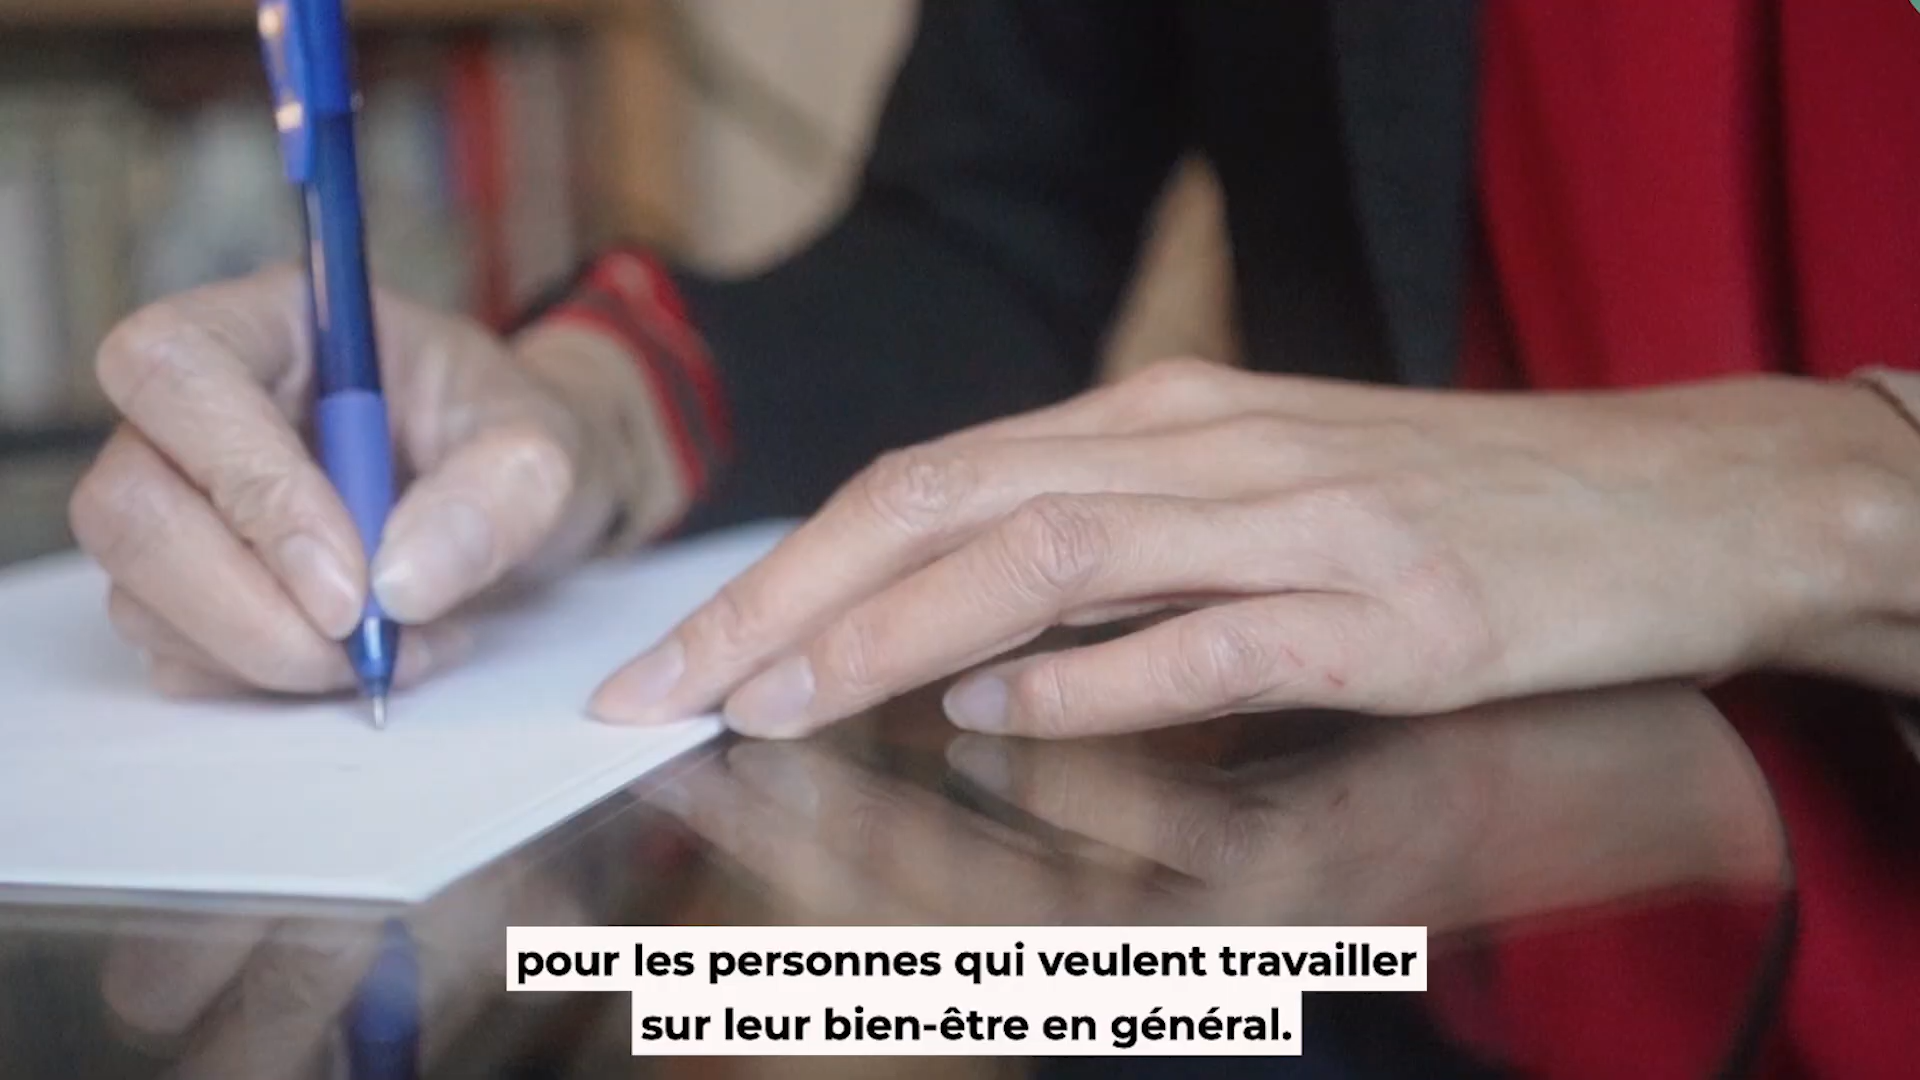 pour les personnes qui veulent travailler
sur leur bien-être en général.